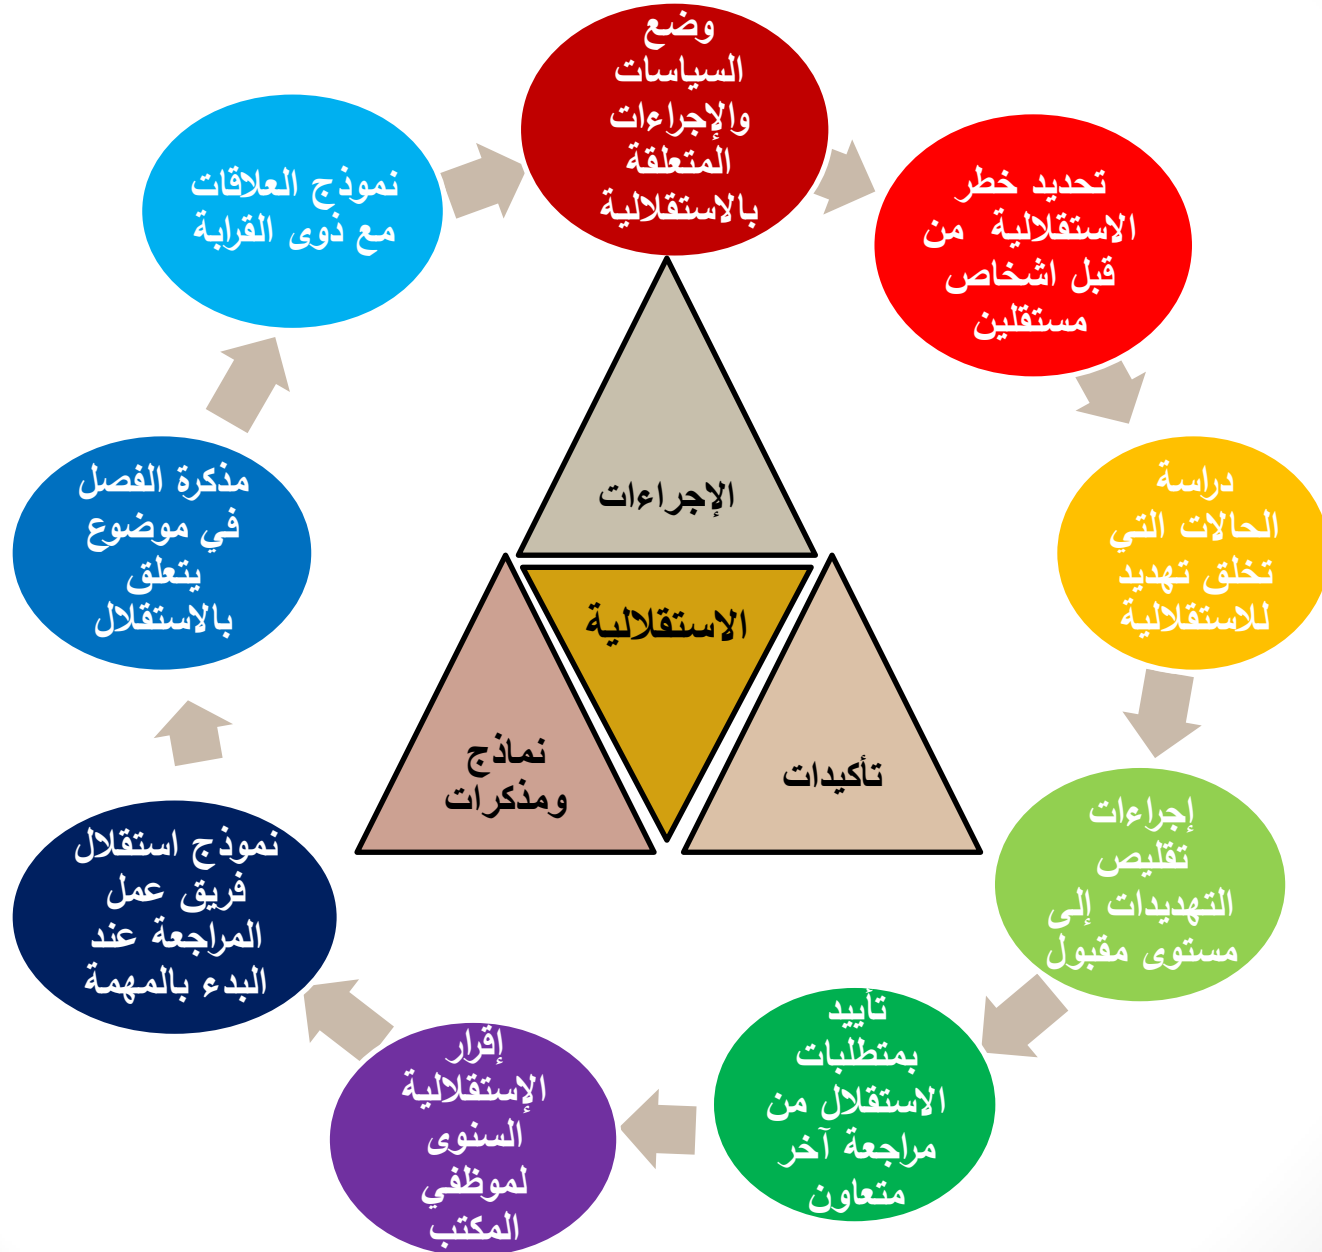 وضع
السياسات
والإجراءات
المتعلقة
بالاستقلالية
تحديد خطر
الاستقلالية من
قبل اشخاص
مستقلين
دراسة
الحالات التي
تخلق تهديد
للاستقلالية
إجراءات
تقليص
التهديدات إلى
مستوى مقبول
تأييد
بمتطلبات
الاستقلال من
مراجعة آخر
متعاون
إقرار
الإستقلالية
السنوى
لموظفي
المكتب
نموذج استقلال
فريق عمل
المراجعة عند
البدء بالمهمة
مذكرة الفصل
في موضوع
يتعلق
بالاستقلال
نموذج العلاقات
مع ذوى القرابة
الإجراءات
الاستقلالية
تأكيدات
نماذج
ومذكرات